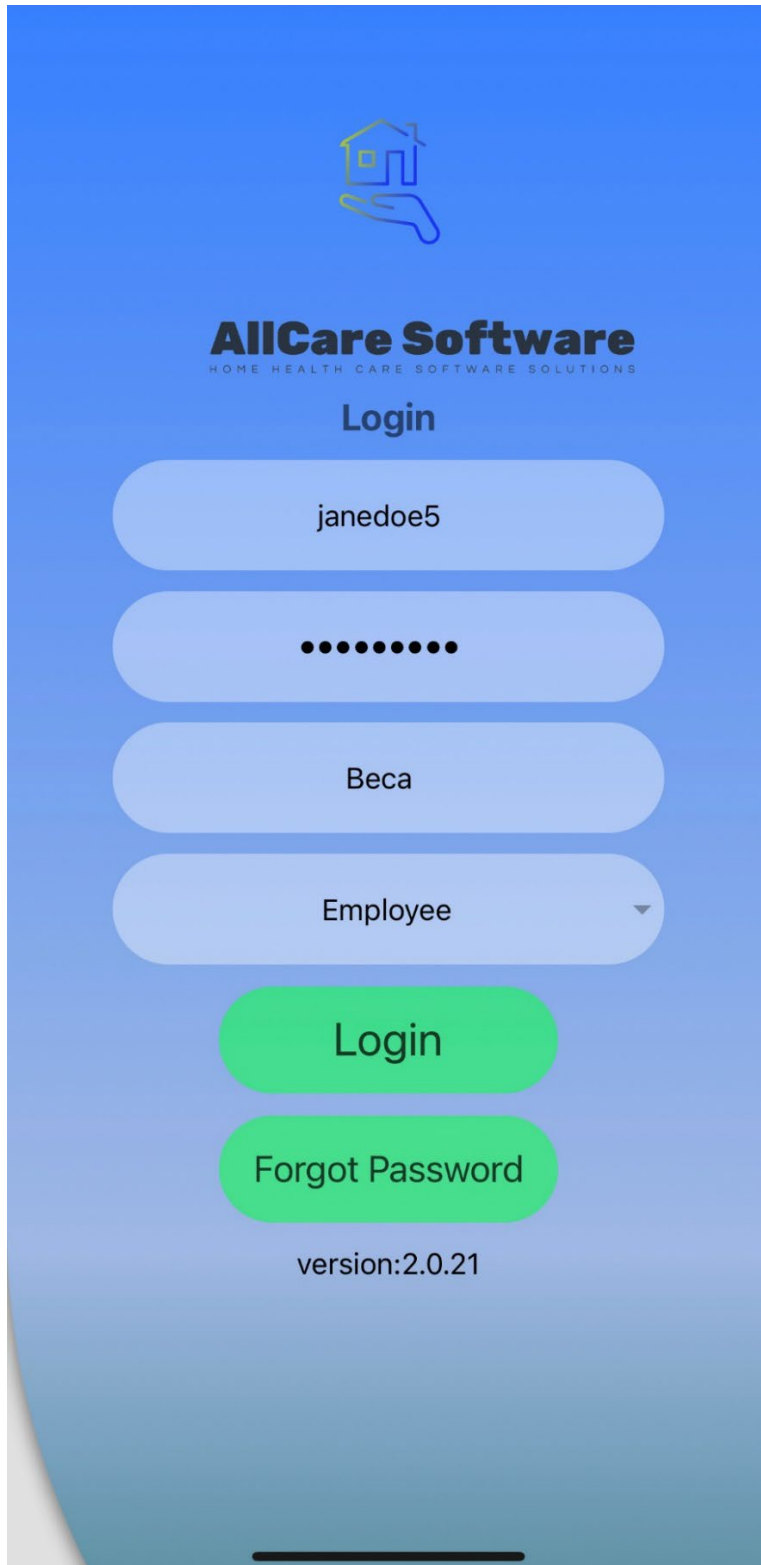 AllCare Software
HOME HEALTH CARE SOFTWARE SOLUTIONS
Login
janedoe5
•••••••••
Beca
Employee
Login
Forgot Password
version:2.0.21